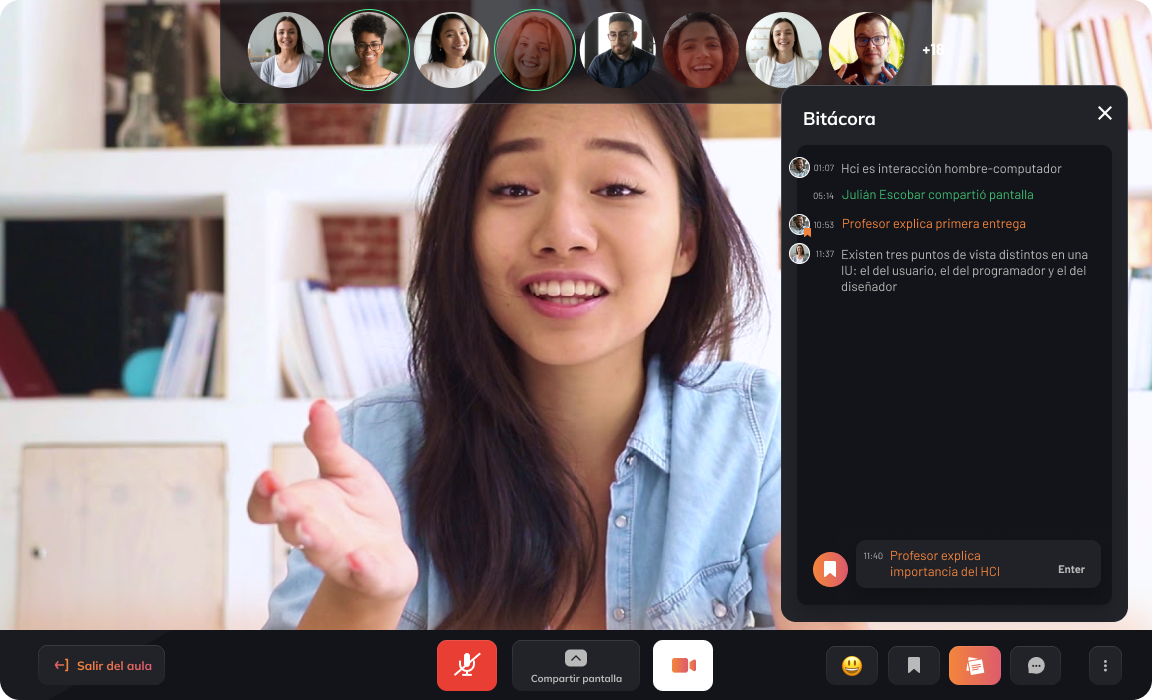 +18
Bitácora
01:07 Hci es interacción hombre-computador
05:14 Julián Escobar compartió pantalla
10:53 Profesor explica primera entrega
11:37 Existen tres puntos de vista distintos en una
IU: el del usuario, el del programador y el del
diseñador
11:40 Profesor explica
importancia del HCI
Enter
Salir del aula
Compartir pantalla